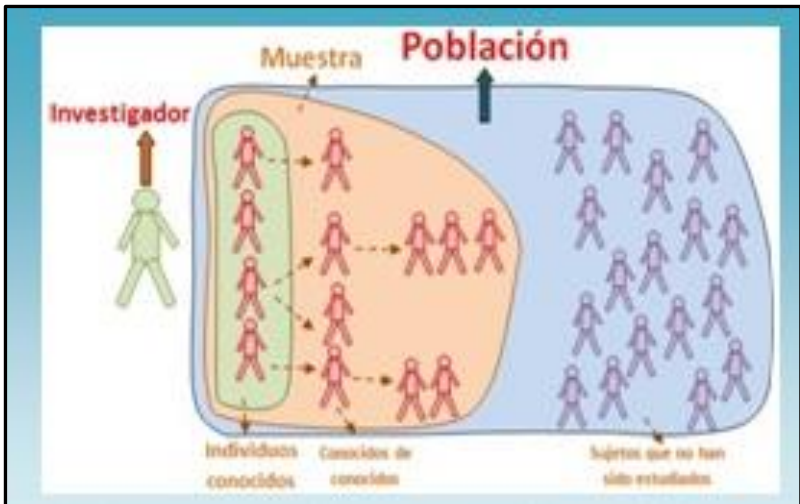 Población
Muestra
Investigador
Individuos
conocidos
Conocidos de
conocidos
Sujetos que no han
sido estudiados